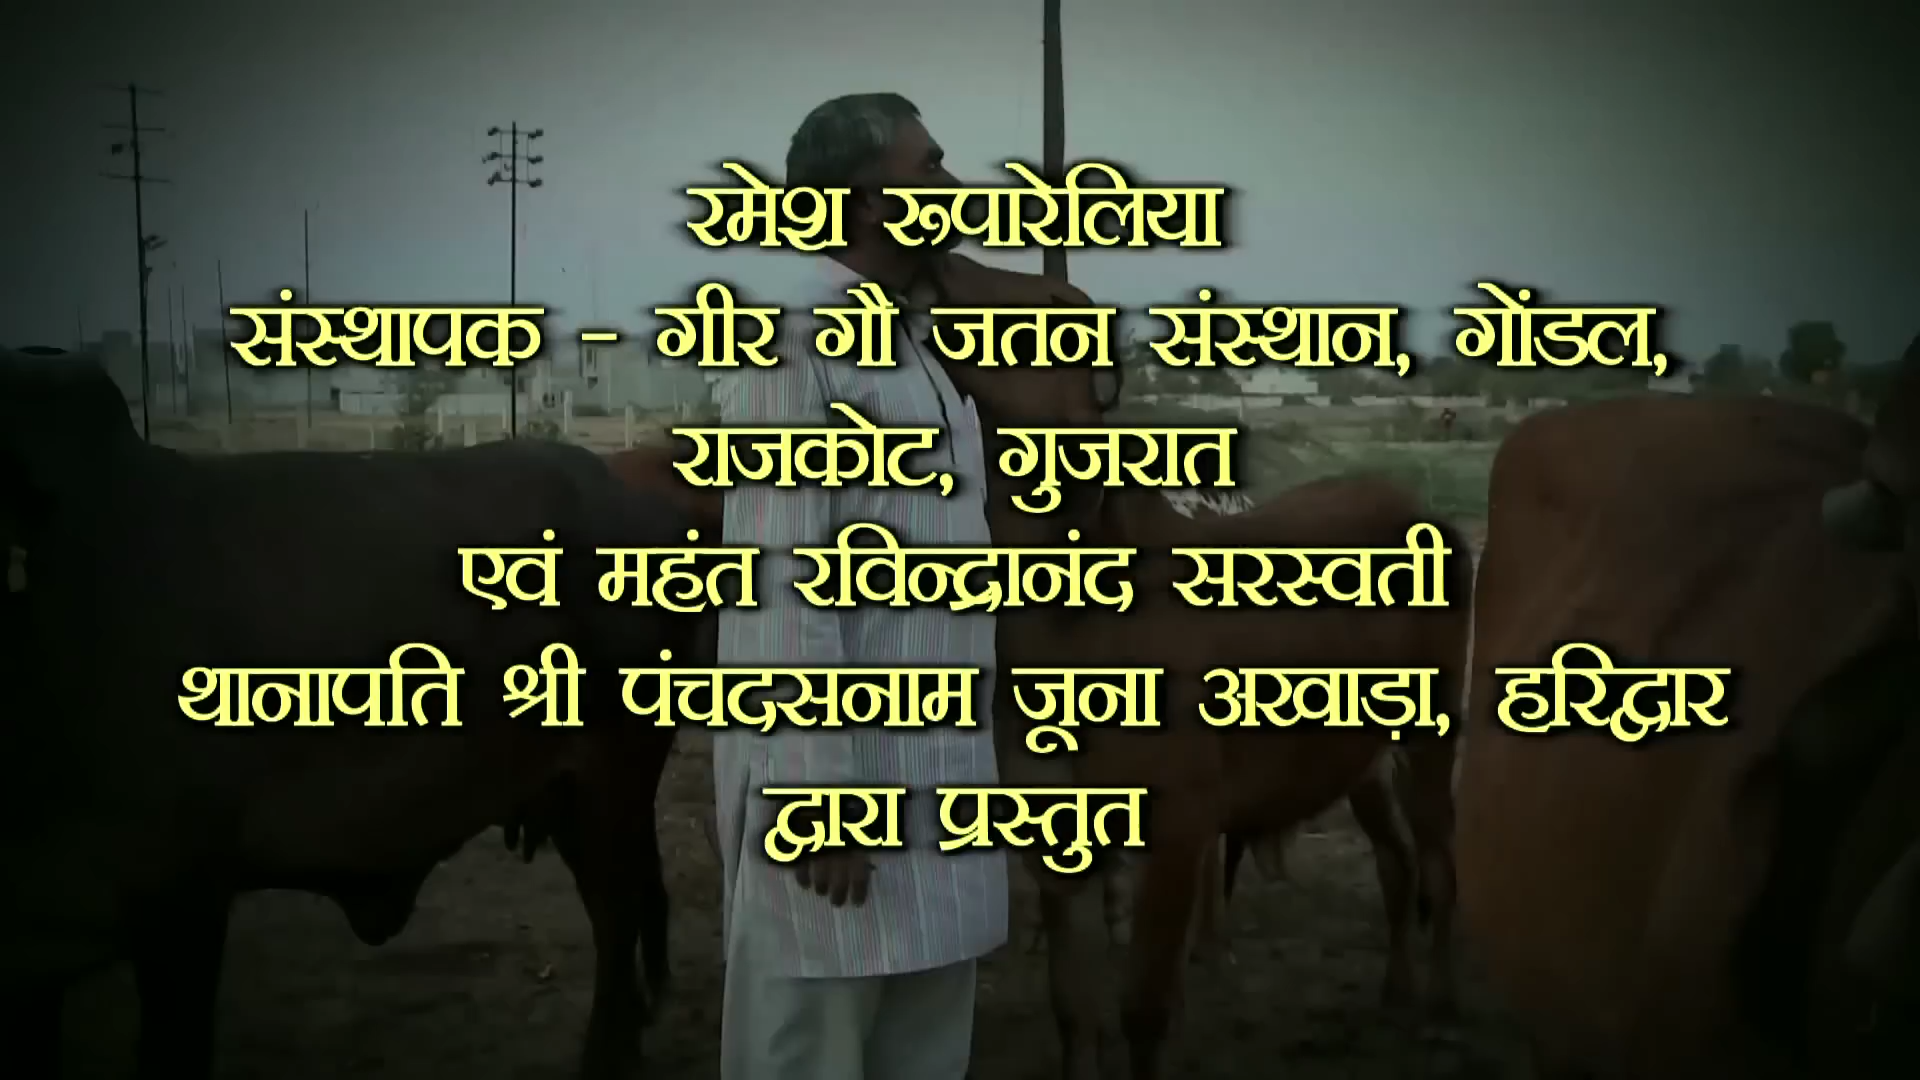 रमेश रूपारेलिया
संस्थापक - गीर गौ जतन संस्थान, गोंडल,
राजकोट, गुजरात
एवं महंत रविन्द्रानंद सरस्वती
थानापति श्री पंचदसनाम जूना अखाड़ा, हरिद्वार
द्वारा प्रस्तुत